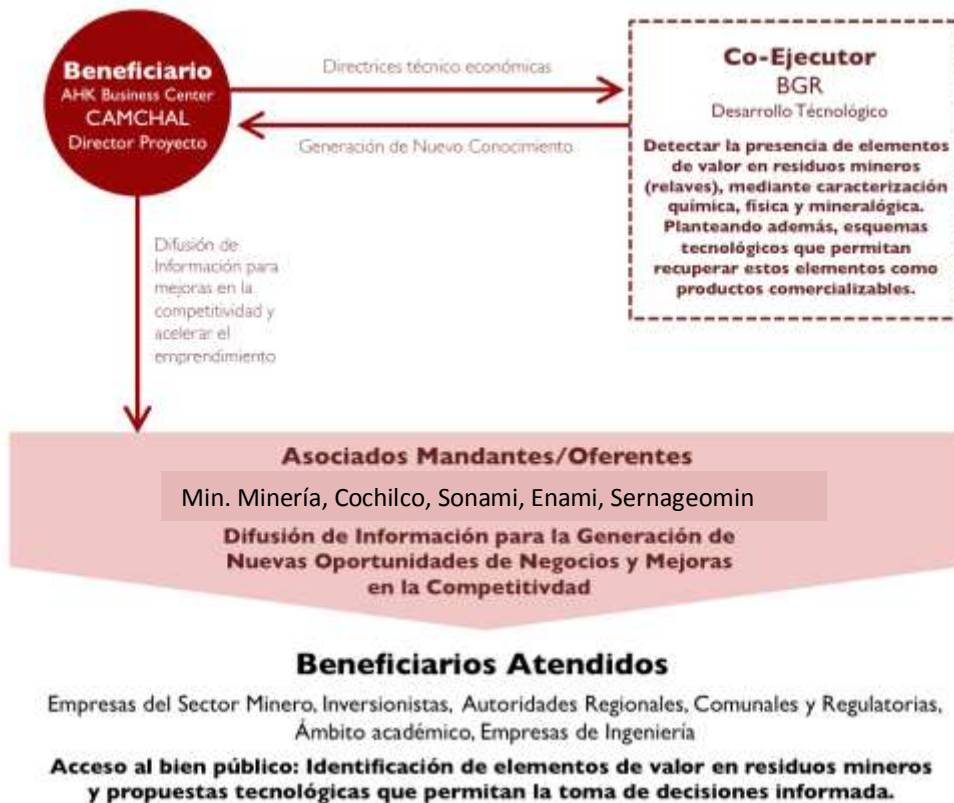 Beneficiario
AHK Business Center
CAMCHAL
Director Proyecto
Directrices técnico económicas
Generación de Nuevo Conocimiento
Co-Ejecutor
BGR
Desarrollo Técnológico
Detectar la presencia de elementos
de valor en residuos mineros
(relaves), mediante caracterización
química, física y mineralógica.
Planteando además, esquemas
tecnológicos que permitan
recuperar estos elementos como
productos comercializables.
Difusión de
Información para
mejoras en la
competitividad y
acelerar el
emprendimiento
Asociados Mandantes/Oferentes
Min. Minería, Cochilco, Sonami, Enami, Sernageomin
Difusión de Información para la Generación de
Nuevas Oportunidades de Negocios y Mejoras
en la Competitivdad
Beneficiarios Atendidos
Empresas del Sector Minero, Inversionistas, Autoridades Regionales, Comunales y Regulatorias,
Ámbito académico, Empresas de Ingeniería
Acceso al bien público: Identificación de elementos de valor en residuos mineros
y propuestas tecnológicas que permitan la toma de decisiones informada.